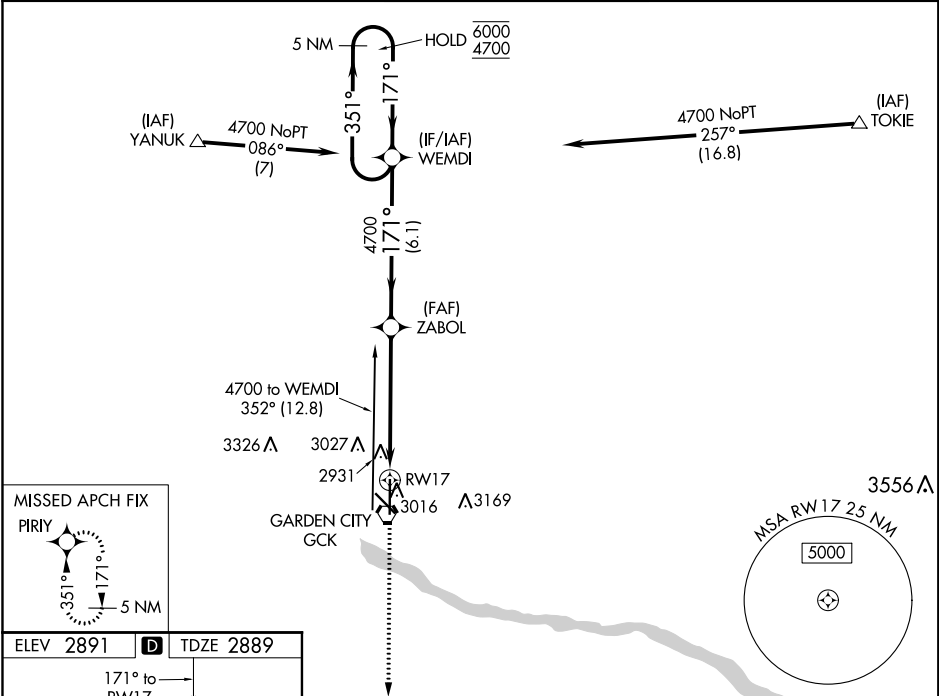 5 NM
HOLD 6000
4700
351°
171°
(IAF)
YANUK
4700 NoPT
086°
(7)
(IF/IAF)
WEMDI
4700 NoPT
257°
(16.8)
(IAF)
TOKIE
4700
171°
(6.1)
(FAF)
ZABOL
4700 to WEMDI
352° (12.8)
3326
3027
2931
RW17
3016
3169
3556
GARDEN CITY
GCK
MISSED APCH FIX
PIRIY
351°
171°
5 NM
MSA RW17 25 NM
5000
ELEV 2891 D TDZE 2889
171° to
RW17